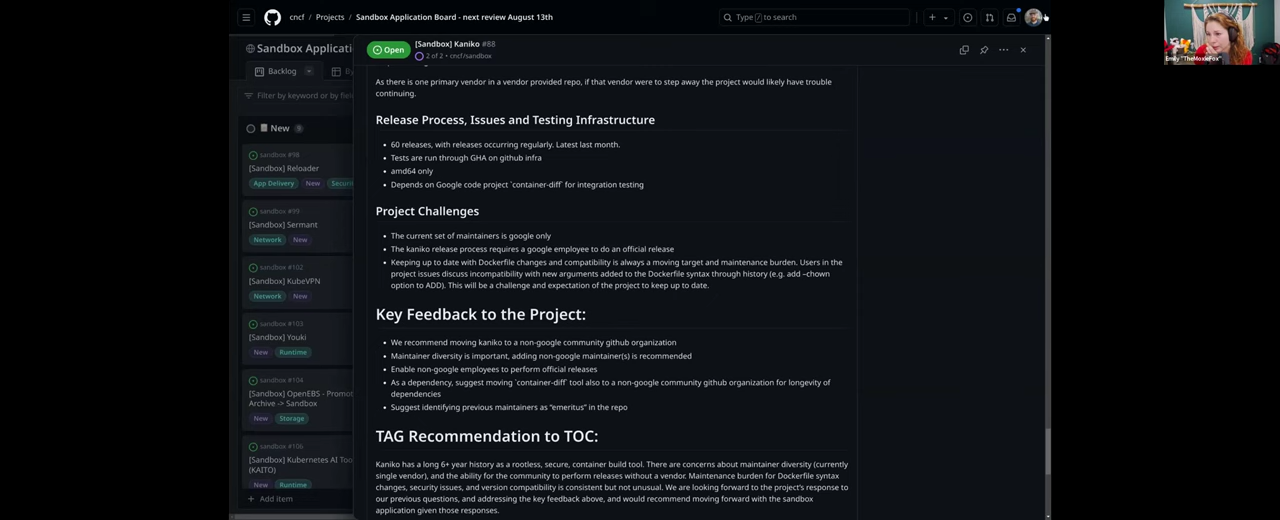 cncf / Projects / Sandbox Application Board - next review August 13th
Type / to search
Emily "TheMoxieFox"
Sandbox Applicati
Open
[Sandbox] Kaniko #88
2 of 2 • cncf/sandbox
Backlog
Filter by keyword or by fiel
New 9
sandbox #98
[Sandbox] Reloader
App Delivery New Securi
sandbox #99
[Sandbox] Sermant
Network New
sandbox #102
[Sandbox] KubeVPN
Network New
sandbox #103
[Sandbox] Youki
New Runtime
sandbox #104
[Sandbox] OpenEBS - Promot
Archive -> Sandbox
New Storage
sandbox #106
[Sandbox] Kubernetes AI Too
(KAITO)
New Runtime
+ Add item
As there is one primary vendor in a vendor provided repo, if that vendor were to step away the project would likely have trouble
continuing.
Release Process, Issues and Testing Infrastructure
• 60 releases, with releases occurring regularly. Latest last month.
• Tests are run through GHA on github infra
• amd64 only
• Depends on Google code project `container-diff` for integration testing
Project Challenges
• The current set of maintainers is google only
• The kaniko release process requires a google employee to do an official release
• Keeping up to date with Dockerfile changes and compatibility is always a moving target and maintenance burden. Users in the
project issues discuss incompatibility with new arguments added to the Dockerfile syntax through history (e.g. add –chown
option to ADD). This will be a challenge and expectation of the project to keep up to date.
Key Feedback to the Project:
• We recommend moving kaniko to a non-google community github organization
• Maintainer diversity is important, adding non-google maintainer(s) is recommended
• Enable non-google employees to perform official releases
• As a dependency, suggest moving `container-diff` tool also to a non-google community github organization for longevity of
dependencies
• Suggest identifying previous maintainers as “emeritus” in the repo
TAG Recommendation to TOC:
Kaniko has a long 6+ year history as a rootless, secure, container build tool. There are concerns about maintainer diversity (currently
single vendor), and the ability for the community to perform releases without a vendor. Maintenance burden for Dockerfile syntax
changes, security issues, and version compatibility is consistent but not unusual. We are looking forward to the project's response to
our previous questions, and addressing the key feedback above, and would recommend moving forward with the sandbox
application given those responses.